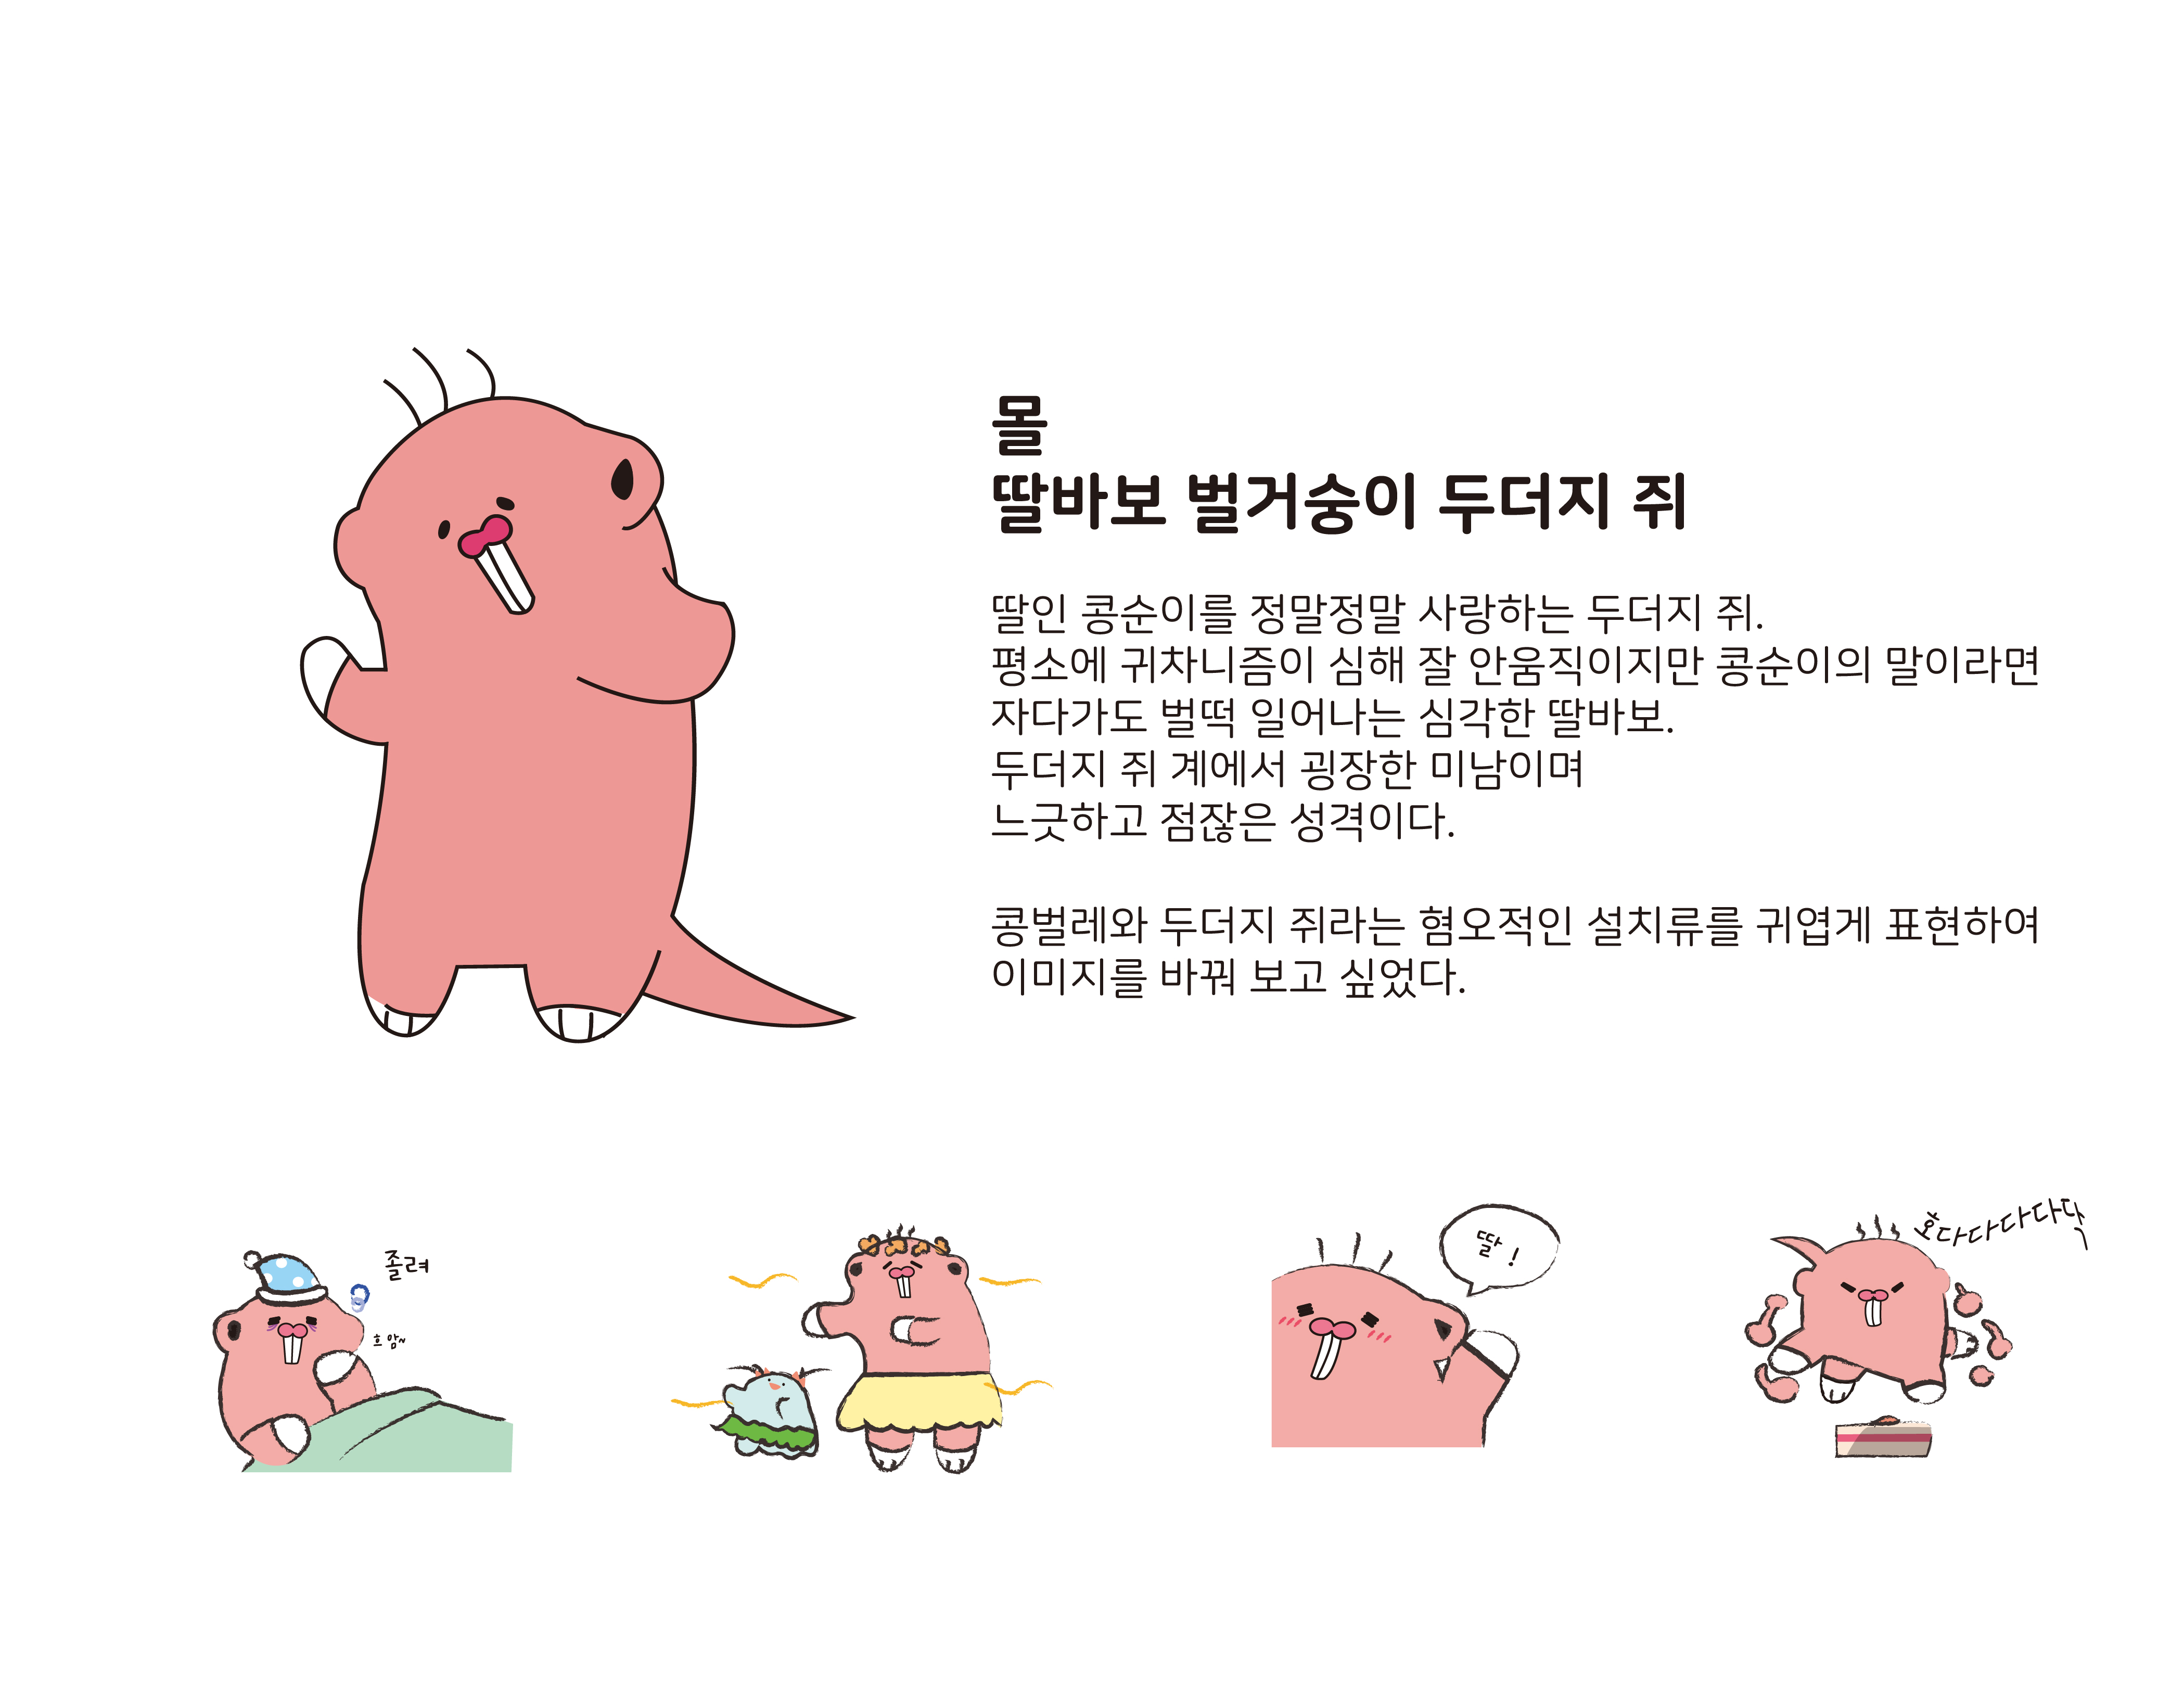 몰
딸바보 벌거숭이 두더지 쥐
딸인 콩순이를 정말정말 사랑하는 두더지 쥐.
평소에 귀차니즘이 심해 잘 안움직이지만 콩순이의 말이라면
자다가도 벌떡 일어나는 심각한 딸바보.
두더지 쥐 계에서 굉장한 미남이며
느긋하고 점잖은 성격이다.
콩벌레와 두더지 쥐라는 혐오적인 설치류를 귀엽게 표현하여
이미지를 바꿔 보고 싶었다.
졸려
흐암~
딸!
호다다다다닥